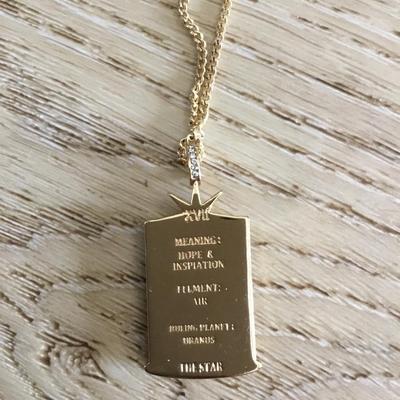 XVII
MEANING:
HOPE &
INSPIATION
ELEMENT:
AIR
RULING PLANET:
URANUS
THE STAR